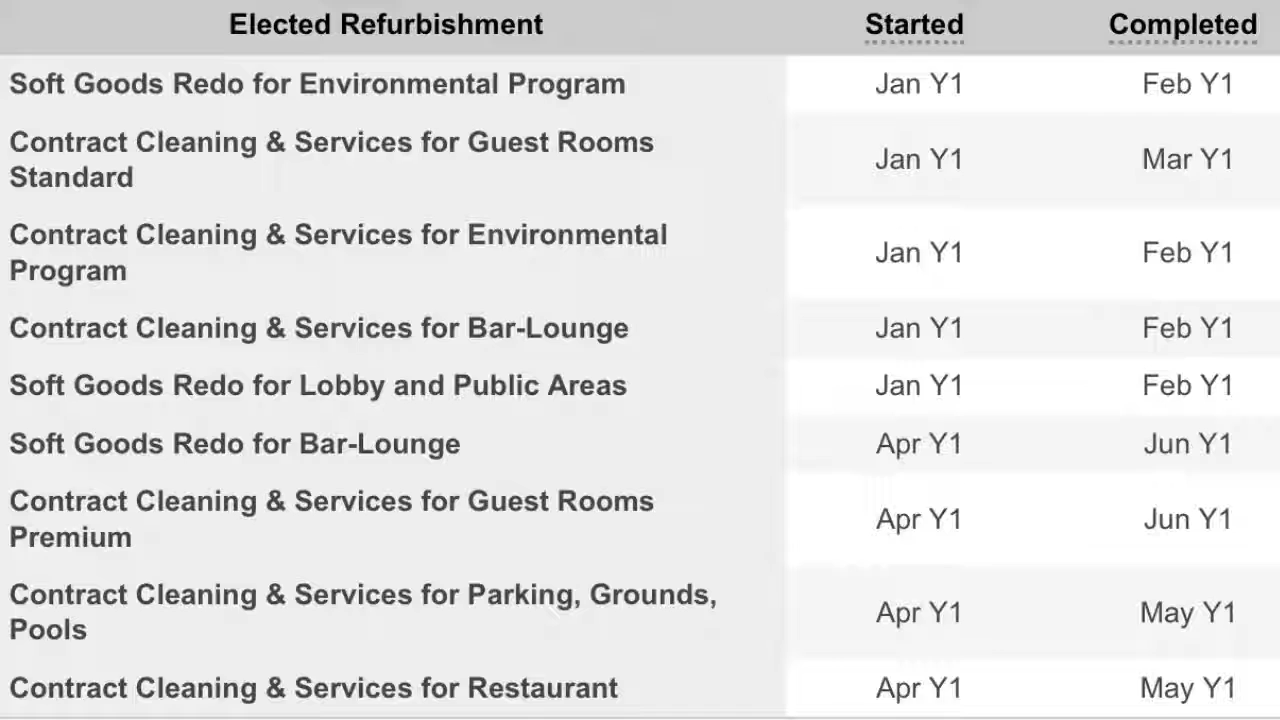 Elected Refurbishment Started Completed
Soft Goods Redo for Environmental Program Jan Y1 Feb Y1
Contract Cleaning & Services for Guest Rooms
Standard Jan Y1 Mar Y1
Contract Cleaning & Services for Environmental
Program Jan Y1 Feb Y1
Contract Cleaning & Services for Bar-Lounge Jan Y1 Feb Y1
Soft Goods Redo for Lobby and Public Areas Jan Y1 Feb Y1
Soft Goods Redo for Bar-Lounge Apr Y1 Jun Y1
Contract Cleaning & Services for Guest Rooms
Premium Apr Y1 Jun Y1
Contract Cleaning & Services for Parking, Grounds,
Pools Apr Y1 May Y1
Contract Cleaning & Services for Restaurant Apr Y1 May Y1